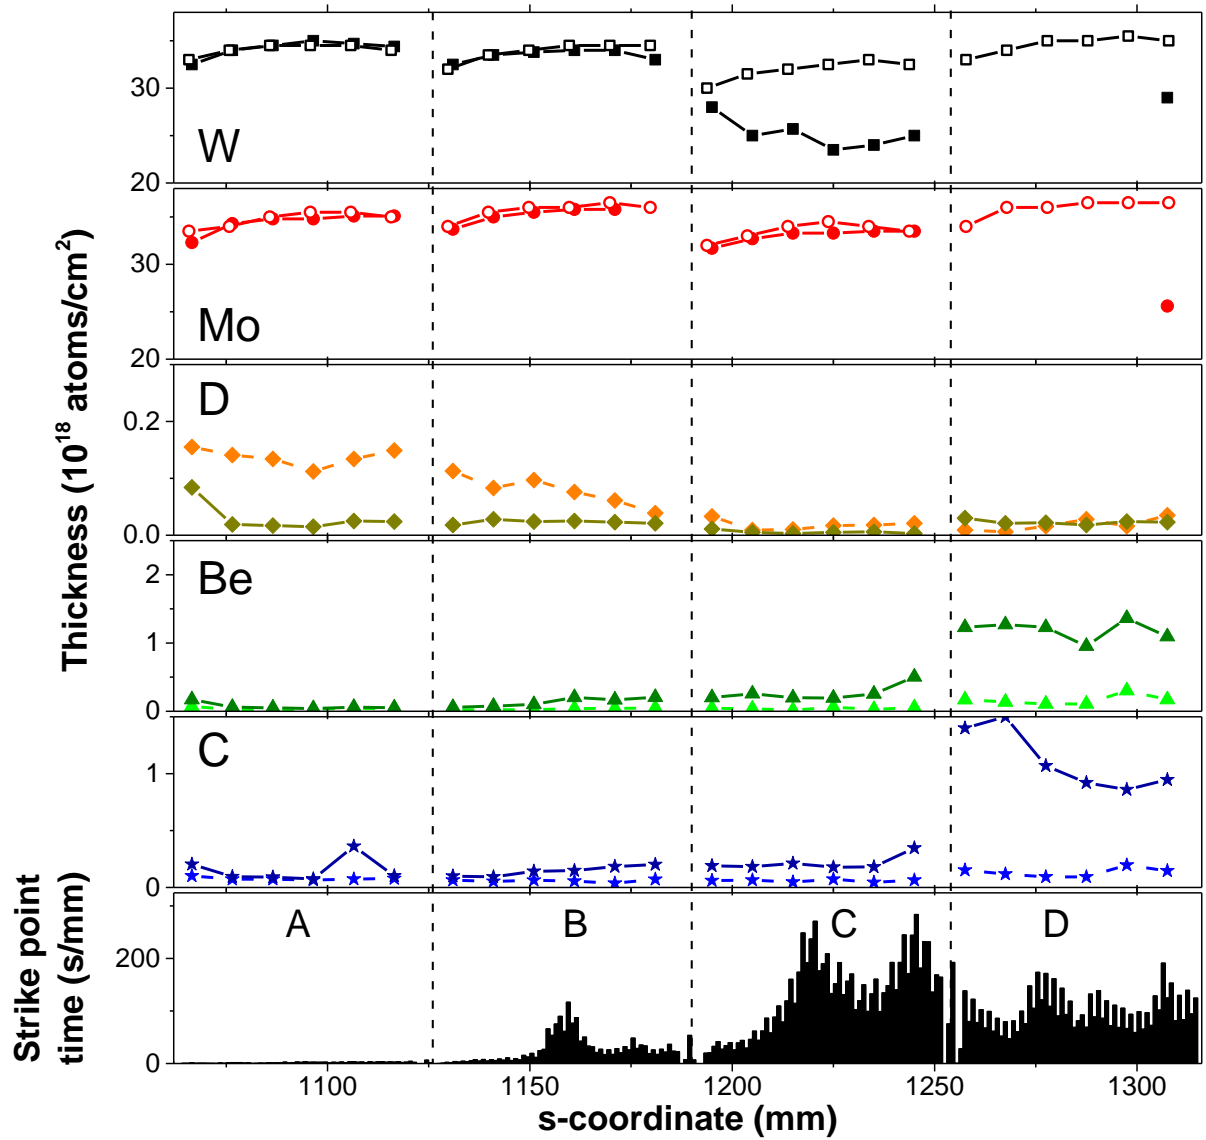 30
W
20
30
Mo
20
D
0.2
0.0
Be
2
1
0
C
1
0
A
B
C
D
200
0
1100
1150
1200
1250
1300
s-coordinate (mm)
Thickness (10¹⁸ atoms/cm²)
Strike point
time (s/mm)